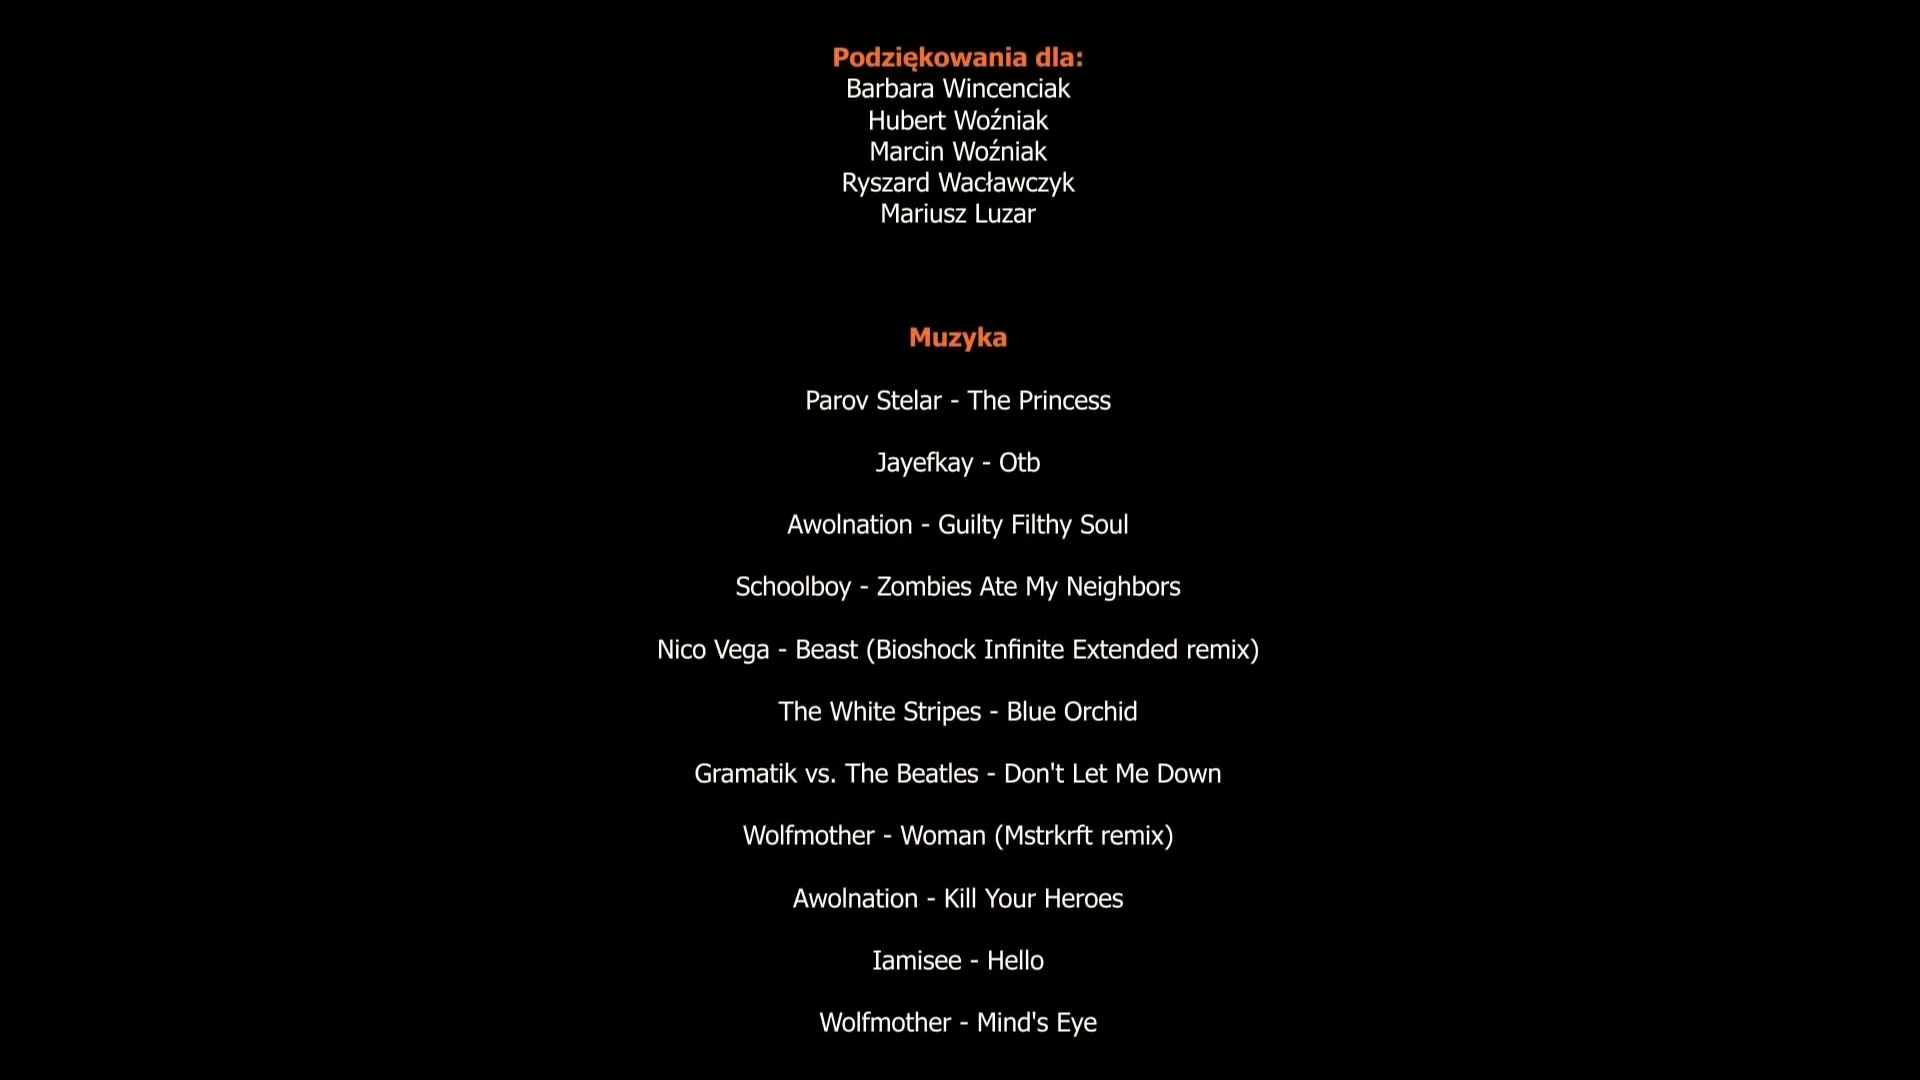 Podziękowania dla:
Barbara Wincenciak
Hubert Woźniak
Marcin Woźniak
Ryszard Wacławczyk
Mariusz Luzar
Muzyka
Parov Stelar - The Princess
Jayefkay - Otb
Awolnation - Guilty Filthy Soul
Schoolboy - Zombies Ate My Neighbors
Nico Vega - Beast (Bioshock Infinite Extended remix)
The White Stripes - Blue Orchid
Gramatik vs. The Beatles - Don't Let Me Down
Wolfmother - Woman (Mstrkrft remix)
Awolnation - Kill Your Heroes
Iamisee - Hello
Wolfmother - Mind's Eye